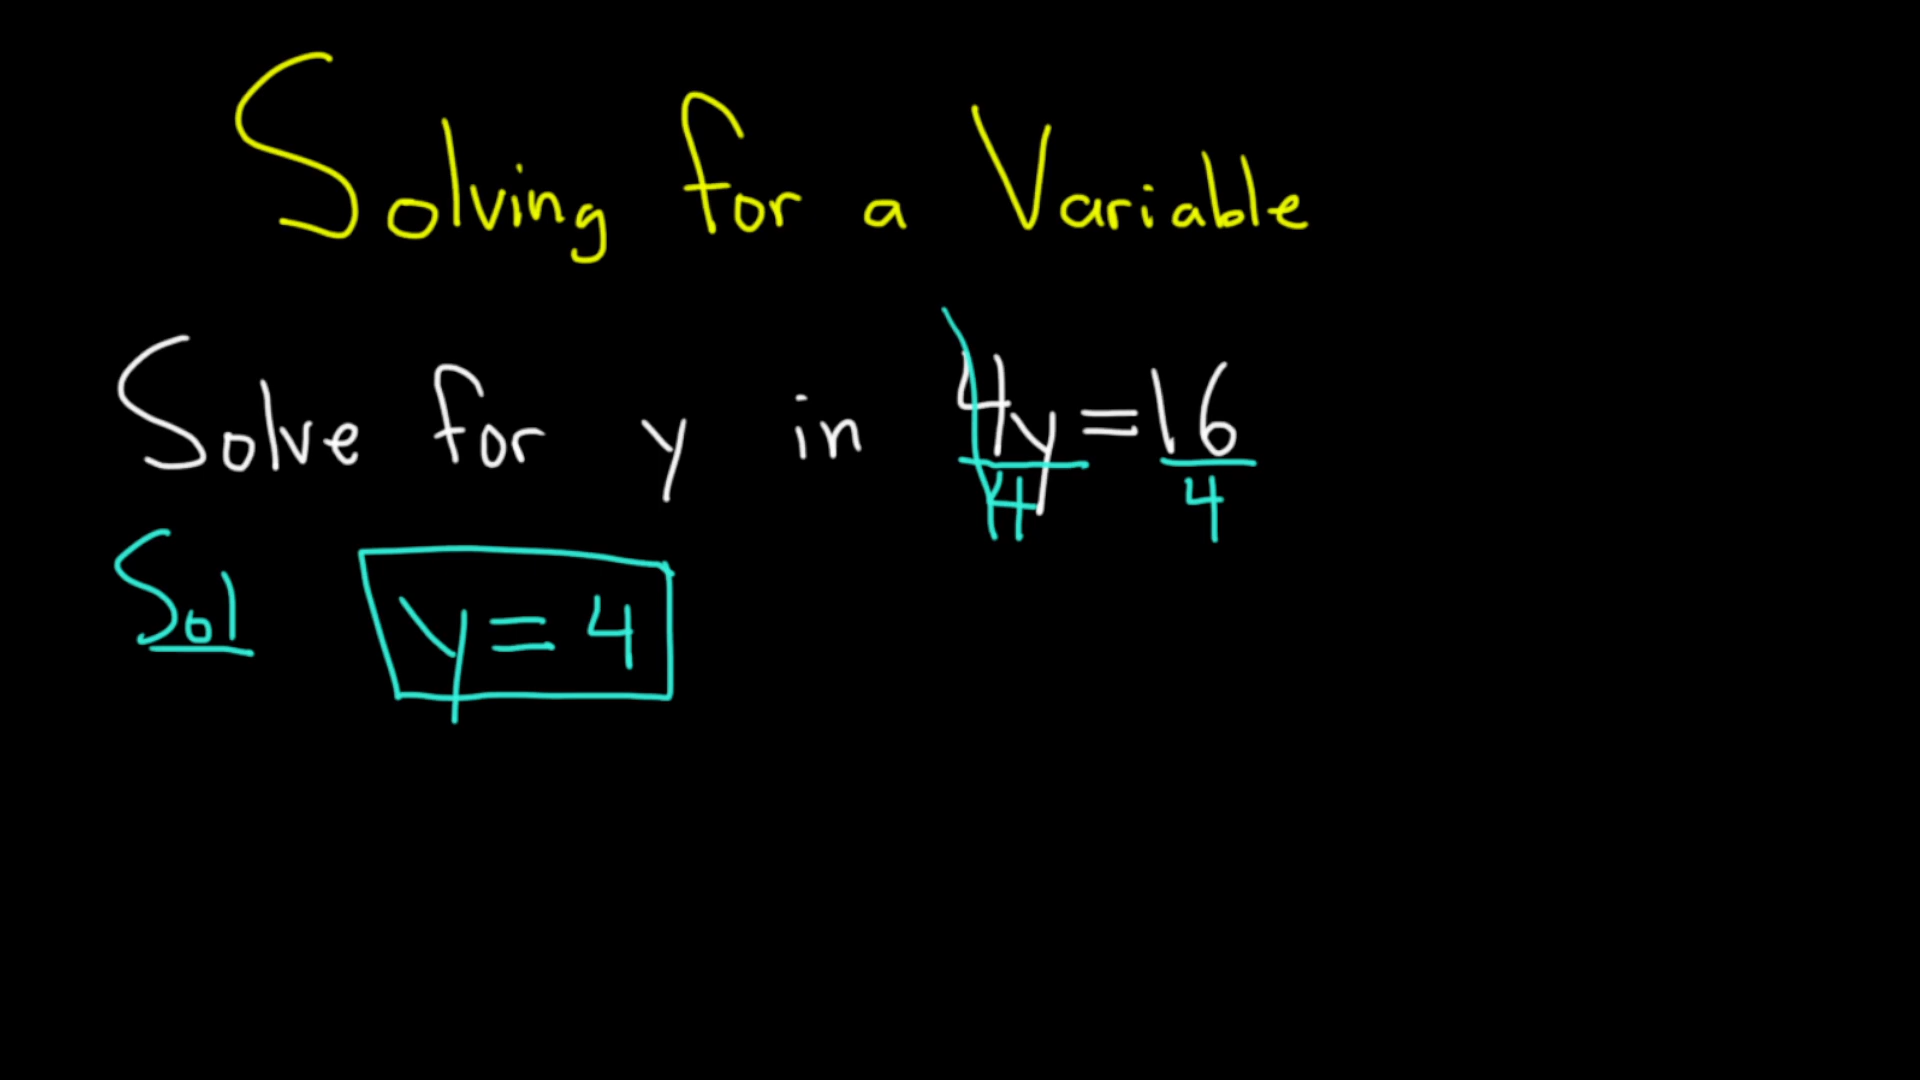 Solving for a Variable
Solve for y in 4y = 16
4 4
Sol y = 4